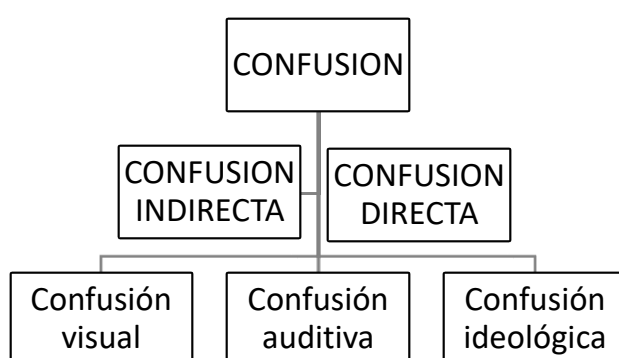 CONFUSION
CONFUSION
INDIRECTA
CONFUSION
DIRECTA
Confusión
visual
Confusión
auditiva
Confusión
ideológica